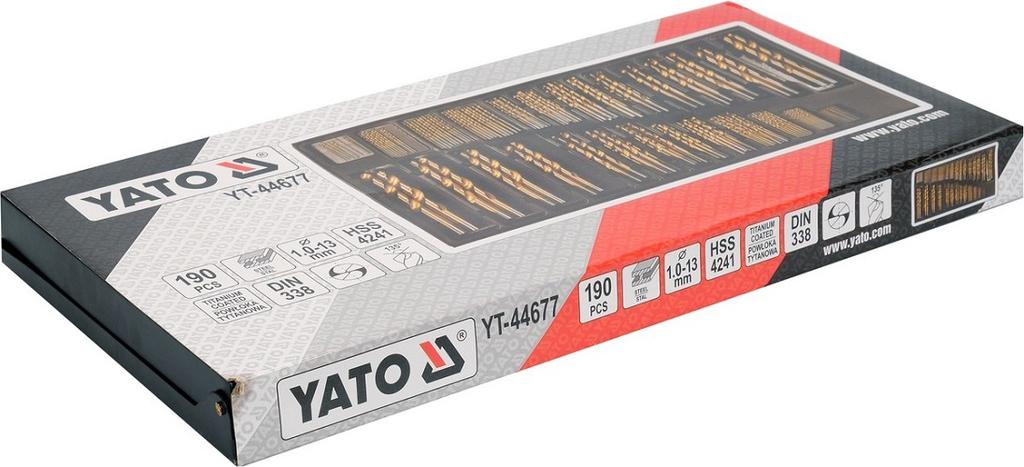 YATO®
YT-44677
190
PCS
STEEL
STAL
Ø
1.0-13
mm
HSS
4241
TITANIUM
COATED
POWŁOKA
TYTANOWA
DIN
338
135°
www.yato.com
YATO®
YT-44677
190
PCS
STEEL
STAL
Ø
1.0-13
mm
HSS
4241
TITANIUM
COATED
POWŁOKA
TYTANOWA
DIN
338
135°
www.yato.com